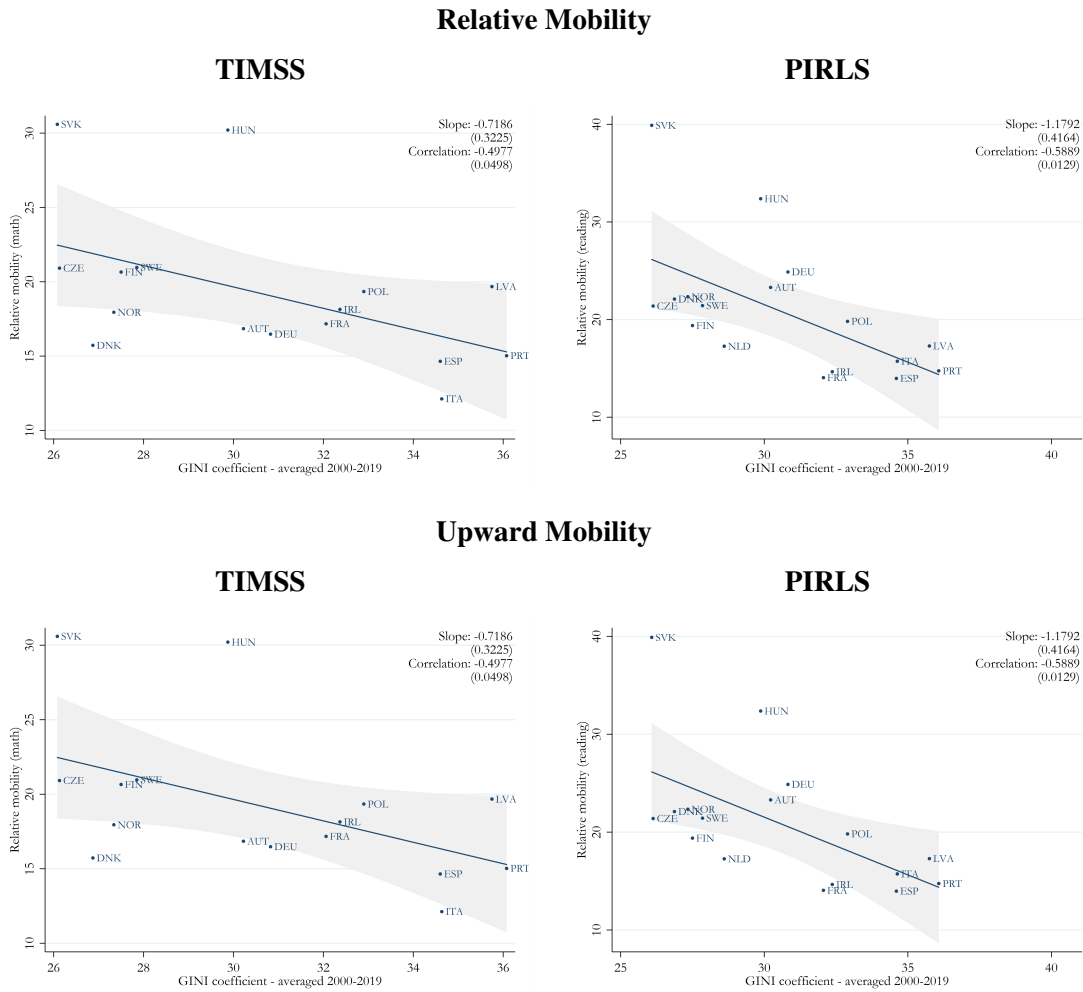 Relative Mobility
TIMSS
PIRLS
Relative mobility (math)
30
25
20
15
10
SVK
HUN
Slope: -0.7186
(0.3225)
Correlation: -0.4977
(0.0498)
CZE
FIN
SWE
NOR
DNK
POL
LVA
IRL
AUT
DEU
FRA
ESP
PRT
ITA
26 28 30 32 34 36
GINI coefficient - averaged 2000-2019
Relative mobility (reading)
40
30
20
10
SVK
Slope: -1.1792
(0.4164)
Correlation: -0.5889
(0.0129)
HUN
DEU
AUT
DNK
NOR
CZE
SWE
FIN
POL
NLD
LVA
ITA
IRL
FRA
ESP
PRT
25 30 35 40
GINI coefficient - averaged 2000-2019
Upward Mobility
TIMSS
PIRLS
Relative mobility (math)
30
25
20
15
10
SVK
HUN
Slope: -0.7186
(0.3225)
Correlation: -0.4977
(0.0498)
CZE
FIN
SWE
NOR
DNK
POL
LVA
IRL
AUT
DEU
FRA
ESP
PRT
ITA
26 28 30 32 34 36
GINI coefficient - averaged 2000-2019
Relative mobility (reading)
40
30
20
10
SVK
Slope: -1.1792
(0.4164)
Correlation: -0.5889
(0.0129)
HUN
DEU
AUT
DNK
NOR
CZE
SWE
FIN
POL
NLD
LVA
ITA
IRL
FRA
ESP
PRT
25 30 35 40
GINI coefficient - averaged 2000-2019